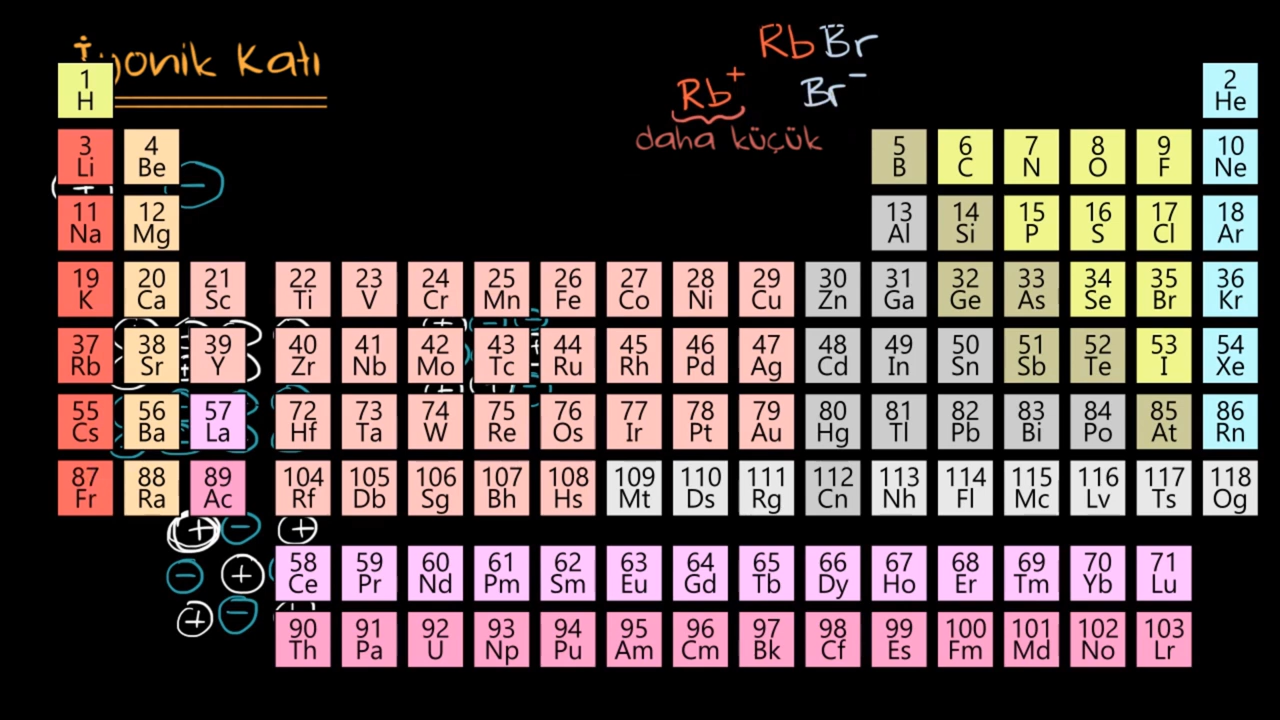 İyonik Katı
RbBr
Rb⁺ Br⁻
daha küçük
1 2
H He
3 4 5 6 7 8 9 10
Li Be B C N O F Ne
11 12 13 14 15 16 17 18
Na Mg Al Si P S Cl Ar
19 20 21 22 23 24 25 26 27 28 29 30 31 32 33 34 35 36
K Ca Sc Ti V Cr Mn Fe Co Ni Cu Zn Ga Ge As Se Br Kr
37 38 39 40 41 42 43 44 45 46 47 48 49 50 51 52 53 54
Rb Sr Y Zr Nb Mo Tc Ru Rh Pd Ag Cd In Sn Sb Te I Xe
55 56 57 72 73 74 75 76 77 78 79 80 81 82 83 84 85 86
Cs Ba La Hf Ta W Re Os Ir Pt Au Hg Tl Pb Bi Po At Rn
87 88 89 104 105 106 107 108 109 110 111 112 113 114 115 116 117 118
Fr Ra Ac Rf Db Sg Bh Hs Mt Ds Rg Cn Nh Fl Mc Lv Ts Og
+ − +
58 59 60 61 62 63 64 65 66 67 68 69 70 71
− + Ce Pr Nd Pm Sm Eu Gd Tb Dy Ho Er Tm Yb Lu
+ −
90 91 92 93 94 95 96 97 98 99 100 101 102 103
Th Pa U Np Pu Am Cm Bk Cf Es Fm Md No Lr